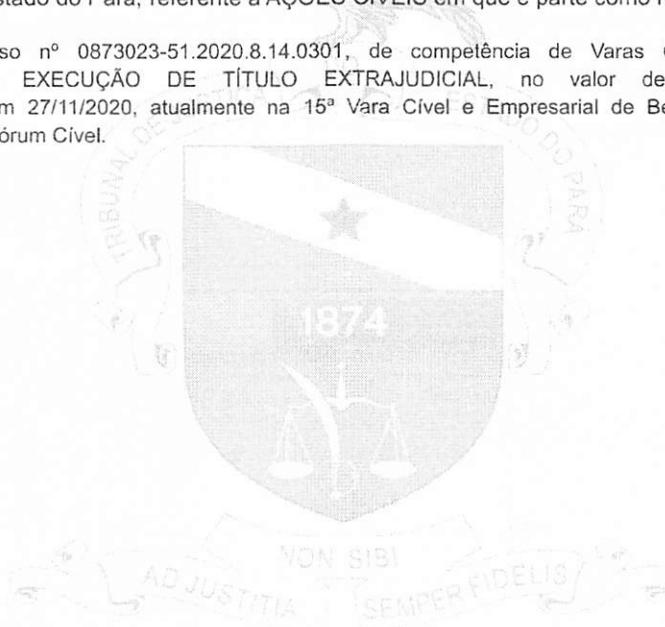 stado do Pará, referente a AÇÕES CÍVEIS em que é parte como
so nº 0873023-51.2020.8.14.0301, de competência de Varas
EXECUÇÃO DE TÍTULO EXTRAJUDICIAL, no valor de
m 27/11/2020, atualmente na 15ª Vara Cível e Empresarial de Be
órum Cível.
TRIBUNAL DE JUSTIÇA DO ESTADO DO PARÁ
1874
NON SIBI
AD JUSTITIA SEMPER FIDELIS